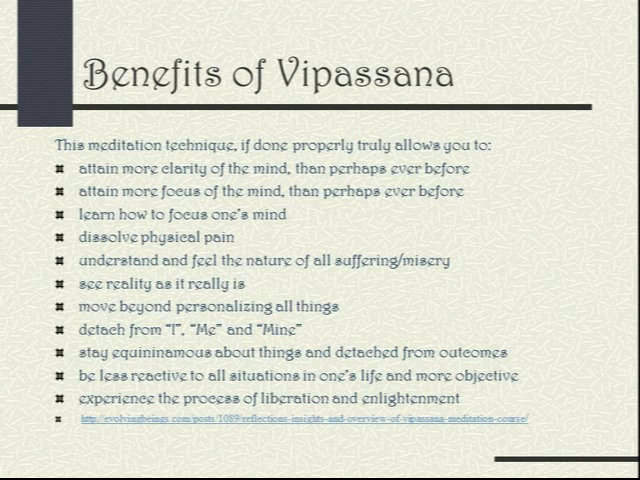 Benefits of Vipassana
This meditation technique, if done properly truly allows you to:
attain more clarity of the mind, than perhaps ever before
attain more focus of the mind, than perhaps ever before
learn how to focus one's mind
dissolve physical pain
understand and feel the nature of all suffering/misery
see reality as it really is
move beyond personalizing all things
detach from "I", "Me" and "Mine"
stay equininamous about things and detached from outcomes
be less reactive to all situations in one's life and more objective
experience the process of liberation and enlightenment
http://evolvingbeings.com/posts/1089/reflections-insights-and-overview-of-vipassana-meditation-course/